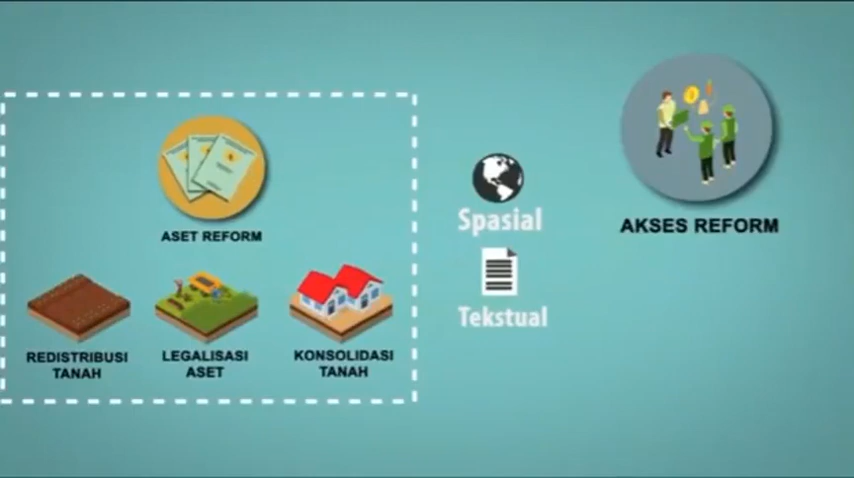 ASET REFORM
REDISTRIBUSI
TANAH
LEGALISASI
ASET
KONSOLIDASI
TANAH
Spasial
Tekstual
AKSES REFORM